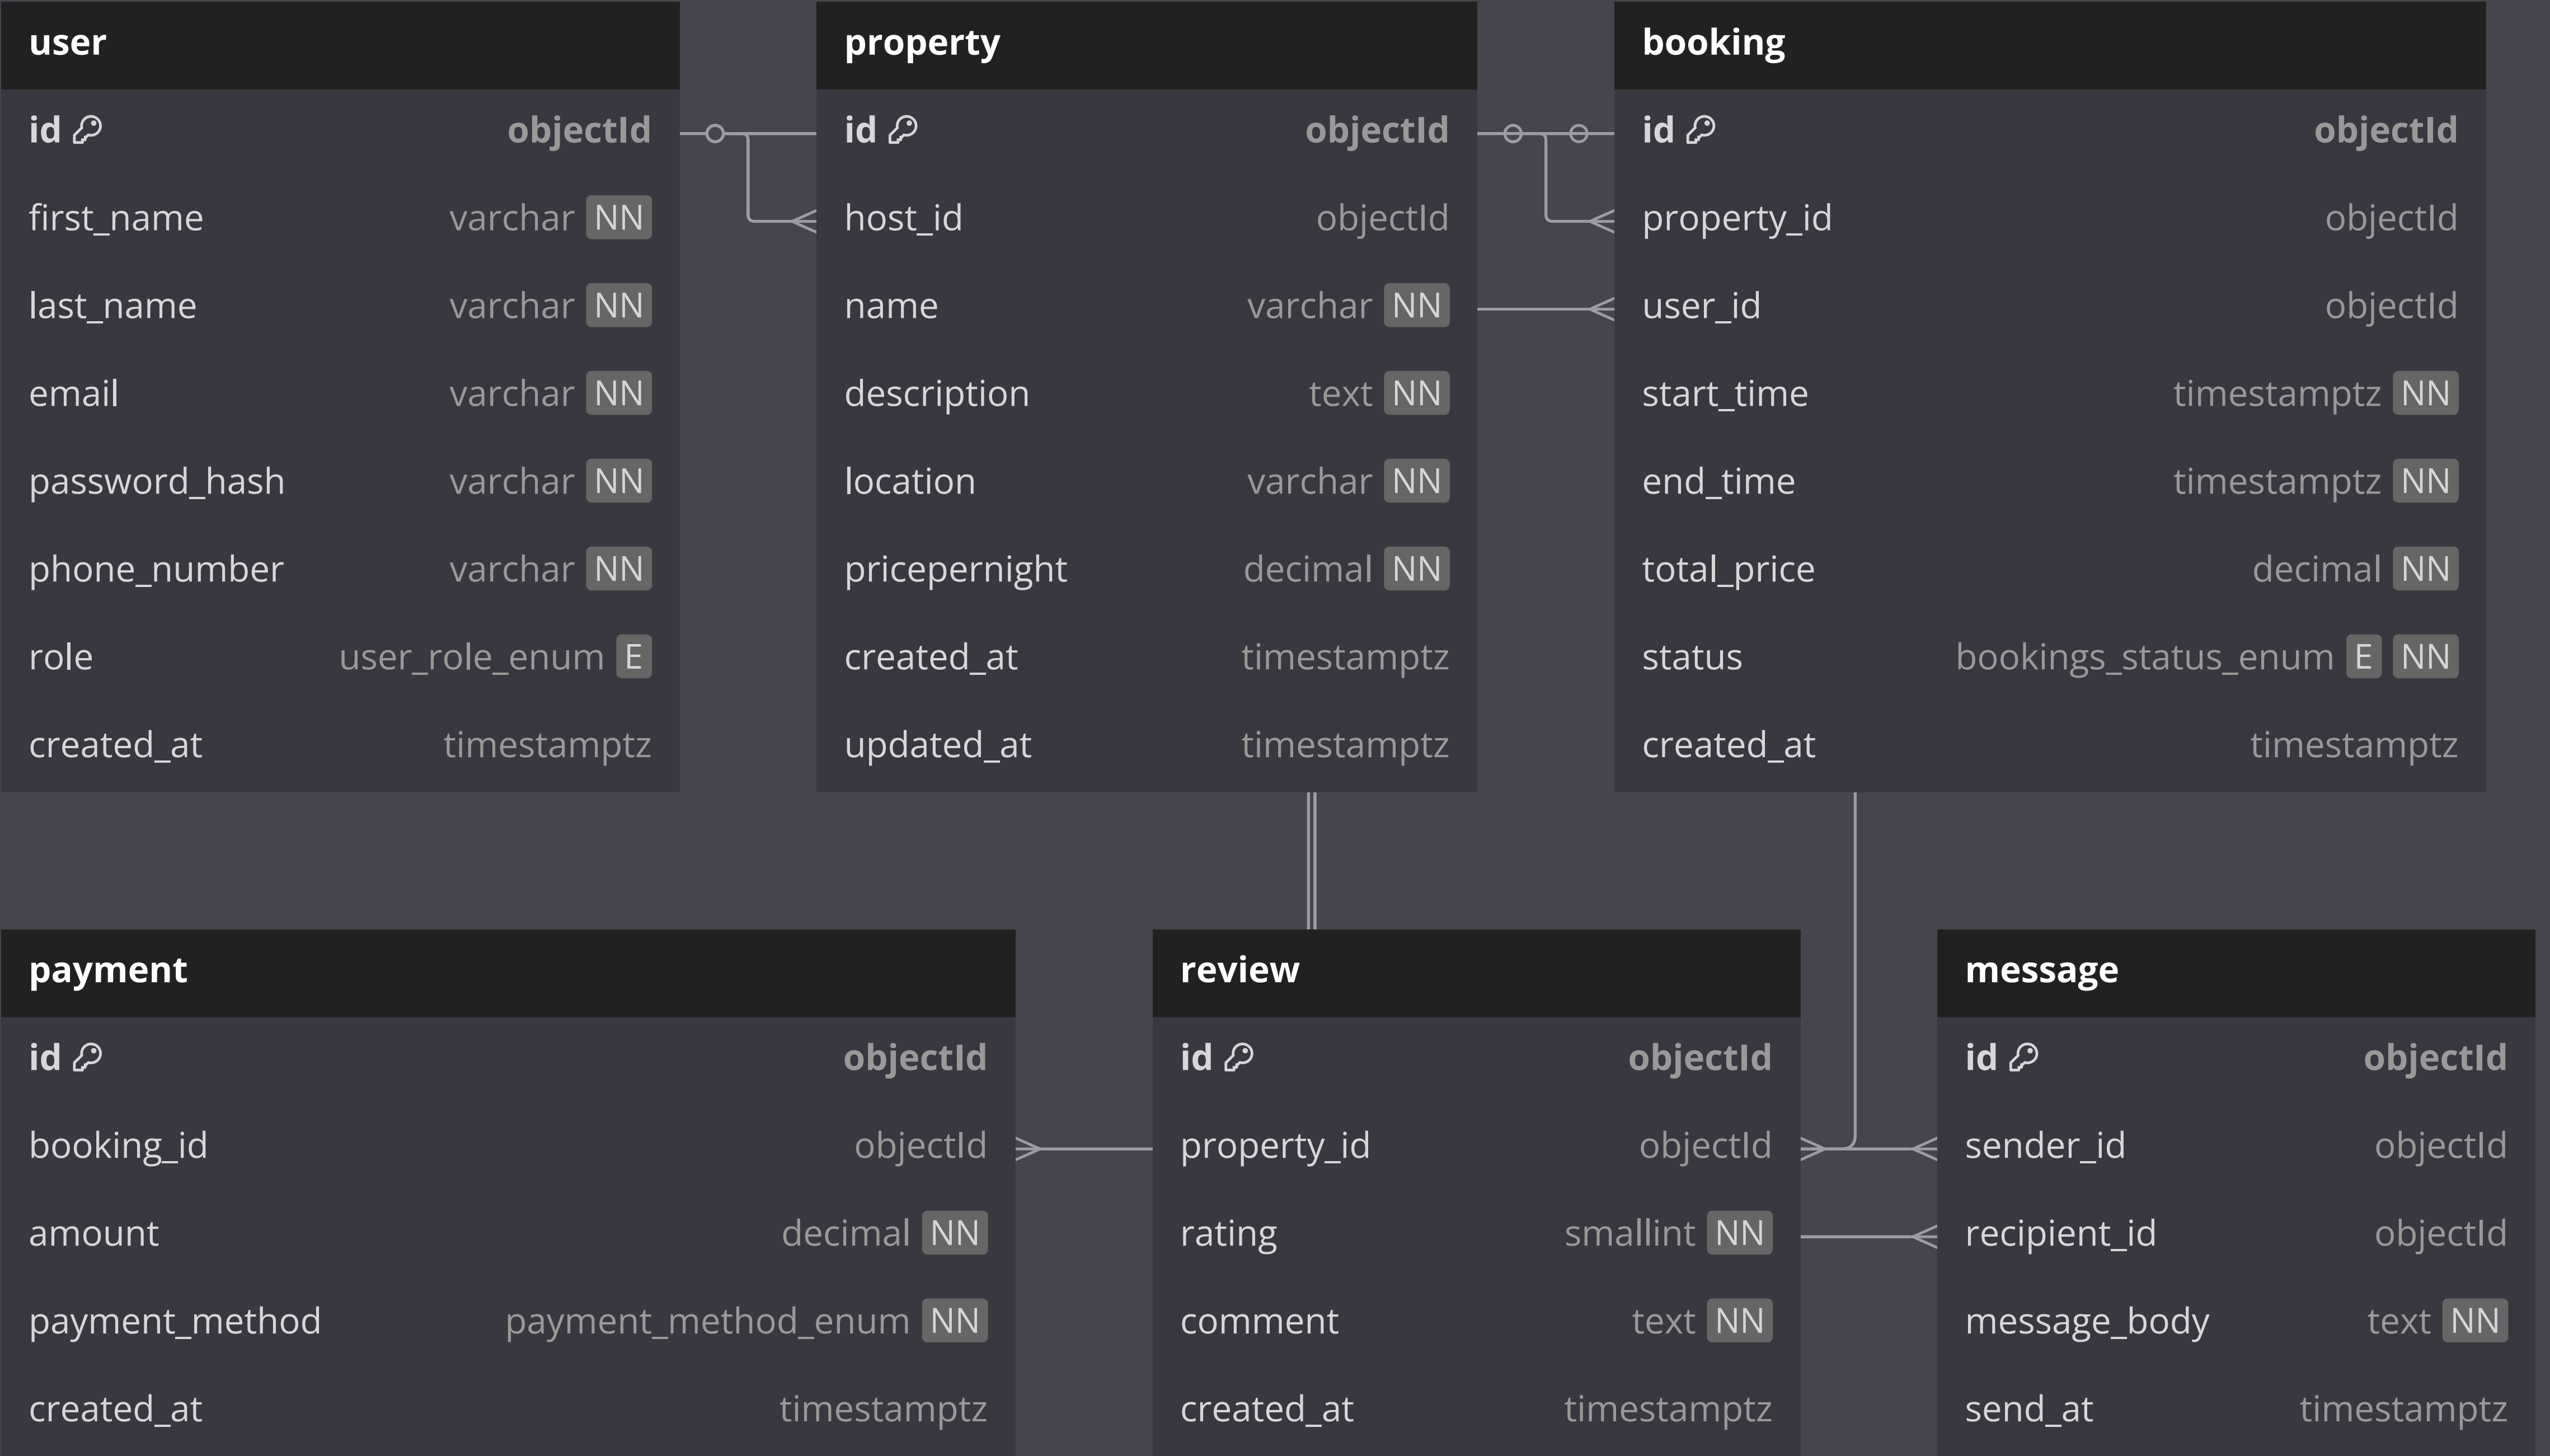 user
id objectId
first_name varchar NN
last_name varchar NN
email varchar NN
password_hash varchar NN
phone_number varchar NN
role user_role_enum E
created_at timestamptz
property
id objectId
host_id objectId
name varchar NN
description text NN
location varchar NN
pricepernight decimal NN
created_at timestamptz
updated_at timestamptz
booking
id objectId
property_id objectId
user_id objectId
start_time timestamptz NN
end_time timestamptz NN
total_price decimal NN
status bookings_status_enum E NN
created_at timestamptz
payment
id objectId
booking_id objectId
amount decimal NN
payment_method payment_method_enum NN
created_at timestamptz
review
id objectId
property_id objectId
rating smallint NN
comment text NN
created_at timestamptz
message
id objectId
sender_id objectId
recipient_id objectId
message_body text NN
send_at timestamptz